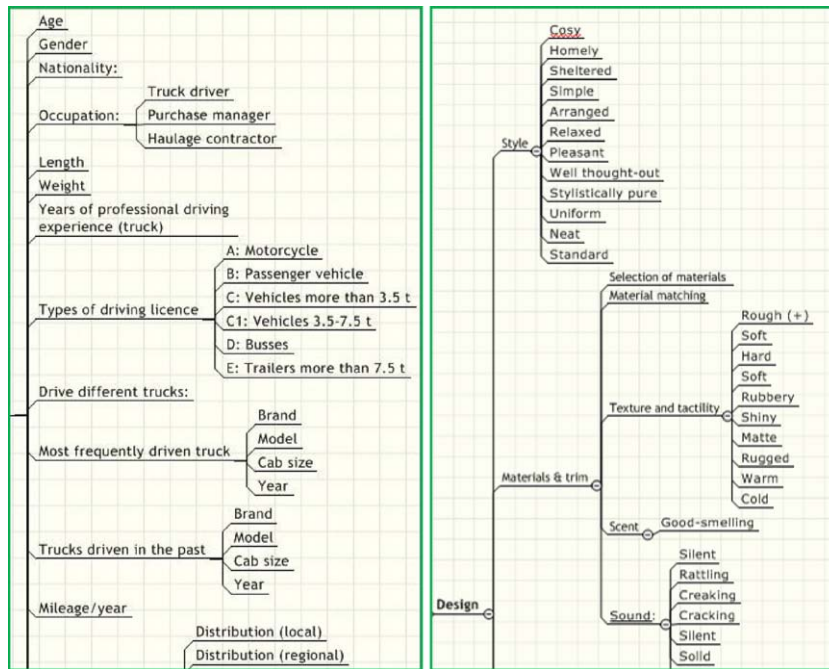 Age
Gender
Nationality:
Occupation:
Truck driver
Purchase manager
Haulage contractor
Length
Weight
Years of professional driving
experience (truck)
Types of driving licence
A: Motorcycle
B: Passenger vehicle
C: Vehicles more than 3.5 t
C1: Vehicles 3.5-7.5 t
D: Busses
E: Trailers more than 7.5 t
Drive different trucks:
Most frequently driven truck
Brand
Model
Cab size
Year
Trucks driven in the past
Brand
Model
Cab size
Year
Mileage/year
Distribution (local)
Distribution (regional)
Design
Style
Cosy
Homely
Sheltered
Simple
Arranged
Relaxed
Pleasant
Well thought-out
Stylistically pure
Uniform
Neat
Standard
Materials & trim
Selection of materials
Material matching
Texture and tactility
Rough (+)
Soft
Hard
Soft
Rubbery
Shiny
Matte
Rugged
Warm
Cold
Scent
Good-smelling
Sound:
Silent
Rattling
Creaking
Cracking
Silent
Solid